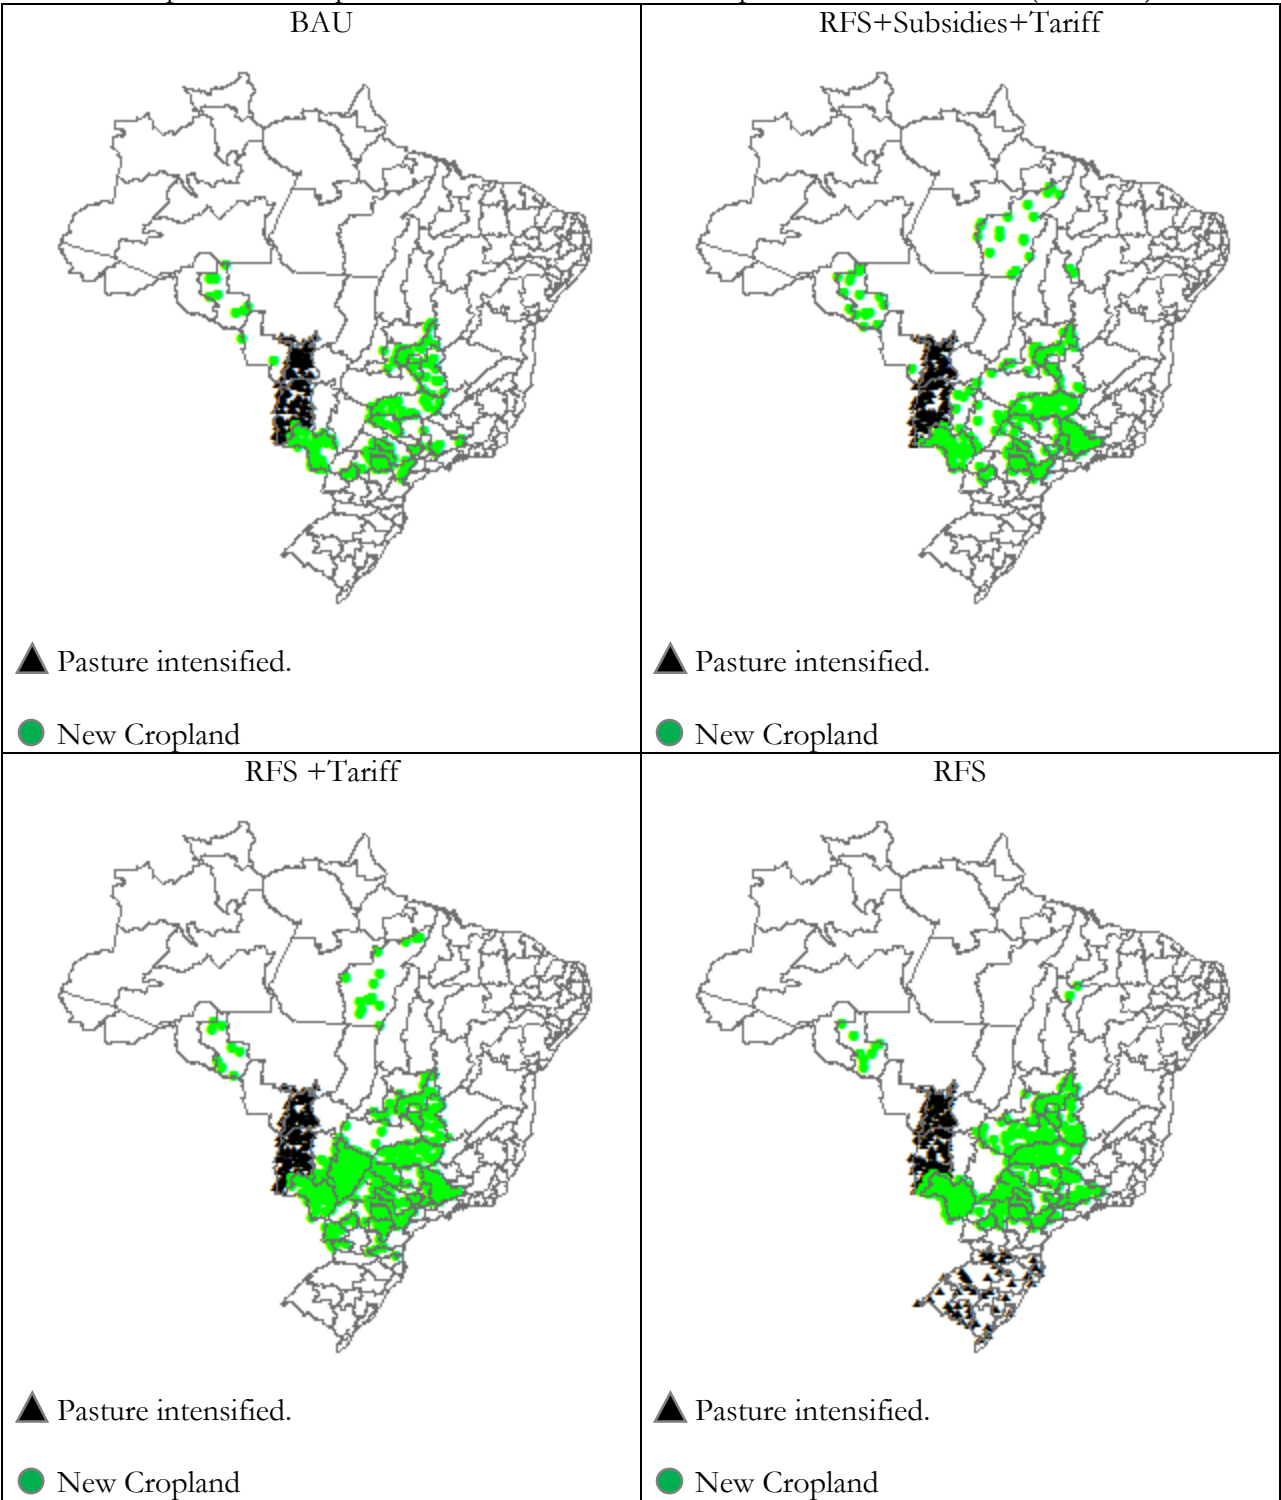 BAU
RFS+Subsidies+Tariff
Pasture intensified.
Pasture intensified.
New Cropland
New Cropland
RFS +Tariff
RFS
Pasture intensified.
Pasture intensified.
New Cropland
New Cropland